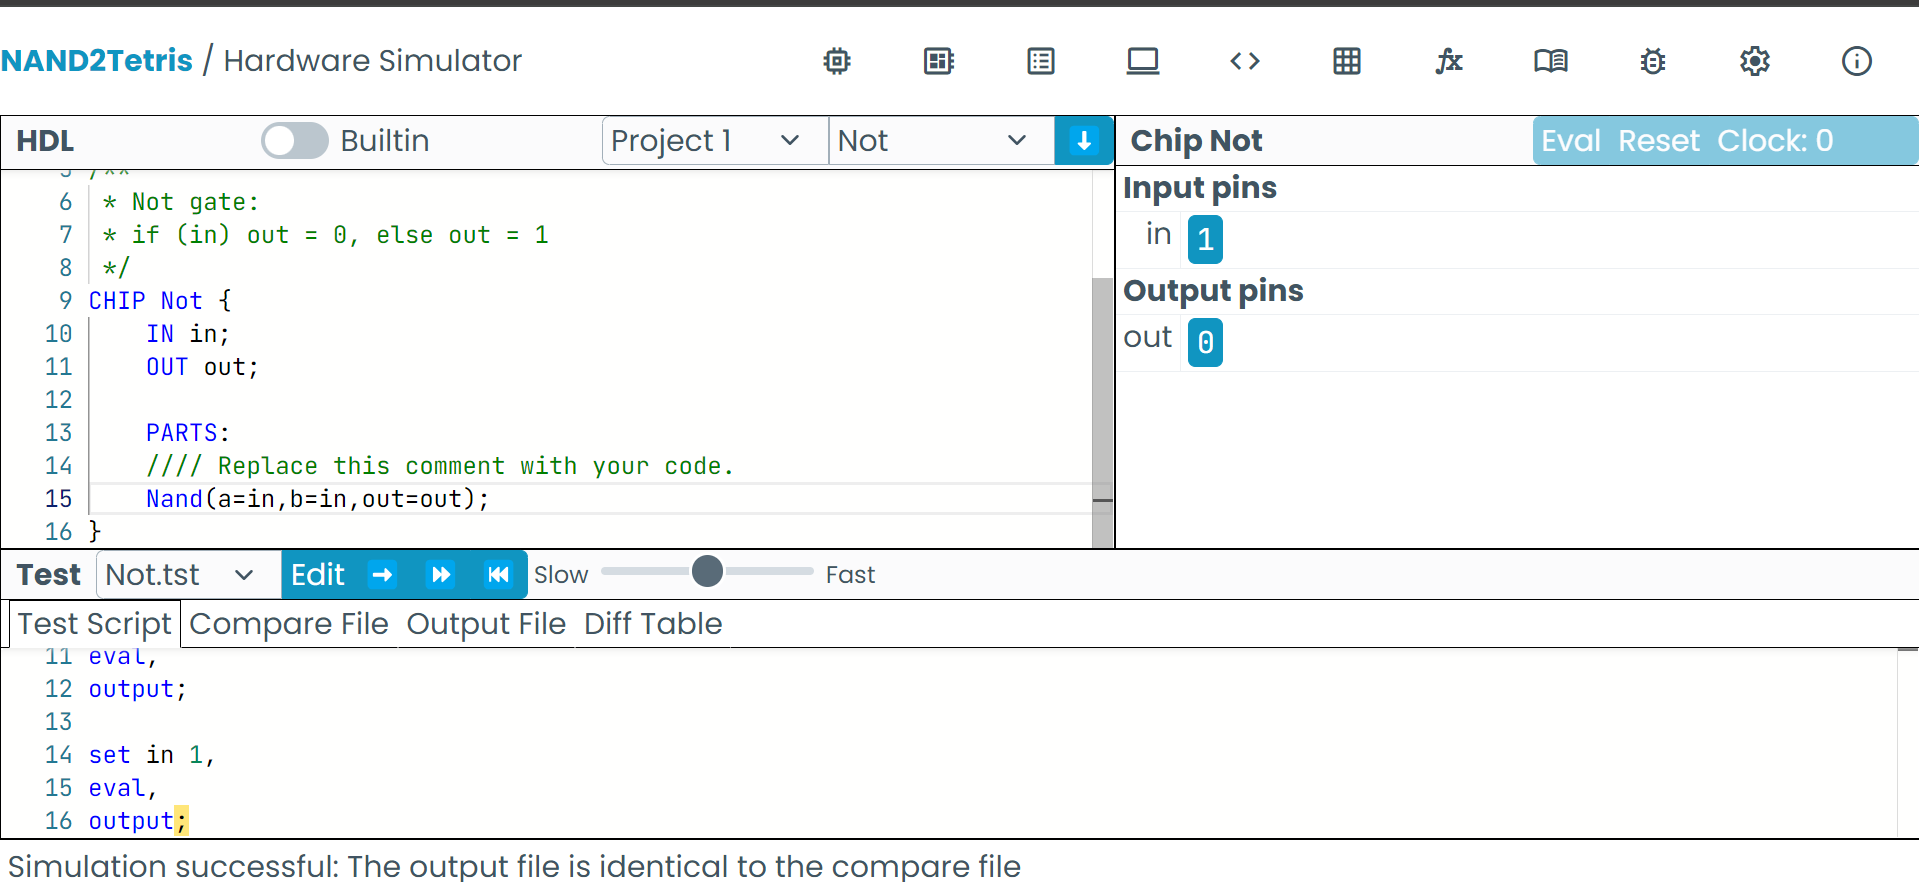 NAND2Tetris / Hardware Simulator
HDL Builtin Project 1 Not
5 /**
6 * Not gate:
7 * if (in) out = 0, else out = 1
8 */
9 CHIP Not {
10 IN in;
11 OUT out;
12
13 PARTS:
14 //// Replace this comment with your code.
15 Nand(a=in,b=in,out=out);
16 }
Chip Not Eval Reset Clock: 0
Input pins
in 1
Output pins
out 0
Test Not.tst Edit Slow Fast
Test Script Compare File Output File Diff Table
11 eval,
12 output;
13
14 set in 1,
15 eval,
16 output;
Simulation successful: The output file is identical to the compare file